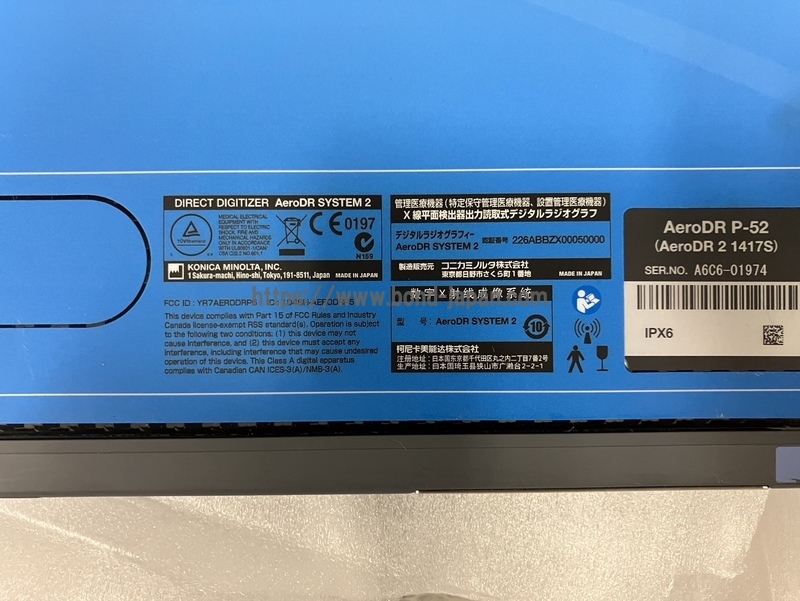 DIRECT DIGITIZER AeroDR SYSTEM 2
MEDICAL ELECTRICAL
EQUIPMENT WITH
RESPECT TO
ELECTRIC SHOCK
FIRE AND
MECHANICAL HAZARDS
ONLY IN ACCORDANCE
WITH UL60601-1/CAN/
CSA C22.2 NO.601.1
0197
N159
KONICA MINOLTA, INC.
1 Sakura-machi, Hino-shi, Tokyo, 191-8511, Japan MADE IN JAPAN
FCC ID : YR7AERODRP
This device complies with Part 15 of FCC Rules and Industry
Canada license-exempt RSS standard(s). Operation is subject
to the following two conditions: (1) this device may not
cause interference, and (2) this device must accept any
interference, including interference that may cause undesired
operation of this device. This Class A digital apparatus
complies with Canadian CAN ICES-3(A)/NMB-3(A).
管理医療機器(特定保守管理医療機器、設置管理医療機器)
X線平面検出器出力読取式デジタルラジオグラフ
デジタルラジオグラフィー
AeroDR SYSTEM 2 認証番号 226ABBZX00050000
製造販売元 コニカミノルタ株式会社
東京都日野市さくら町1番地 MADE IN JAPAN
https://www.bona-japan.com
数字X射线成像系统
型 号: AeroDR SYSTEM 2
10
柯尼卡美能达株式会社
注册地址:日本国东京都千代田区丸之内二丁目7番2号
生产地址:日本国埼玉县狭山市广濑台2-2-1
AeroDR P-52
(AeroDR 2 1417S)
SER.NO. A6C6-01974
IPX6